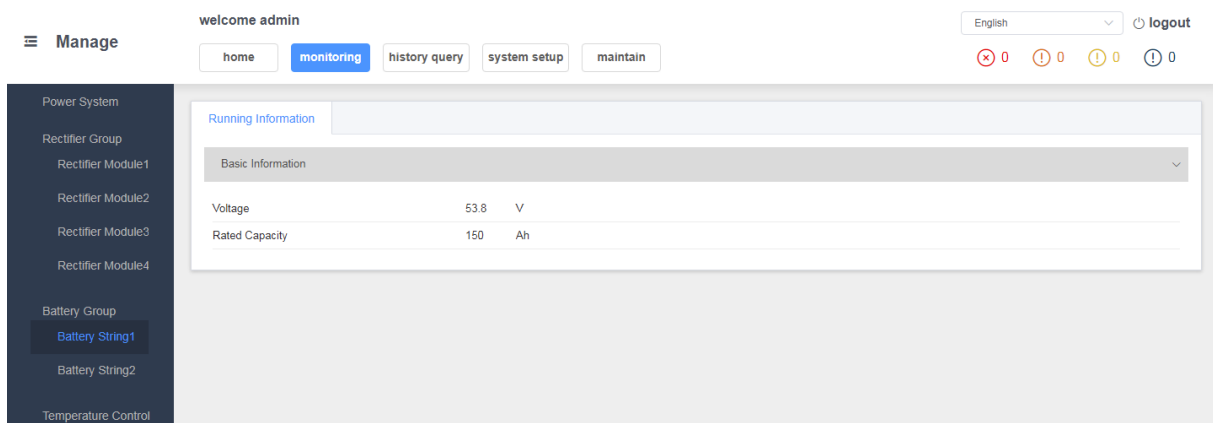 welcome admin
English
logout
Manage
home monitoring history query system setup maintain
0 0 0 0
Power System
Rectifier Group
Rectifier Module1
Rectifier Module2
Rectifier Module3
Rectifier Module4
Battery Group
Battery String1
Battery String2
Temperature Control
Running Information
Basic Information
Voltage 53.8 V
Rated Capacity 150 Ah